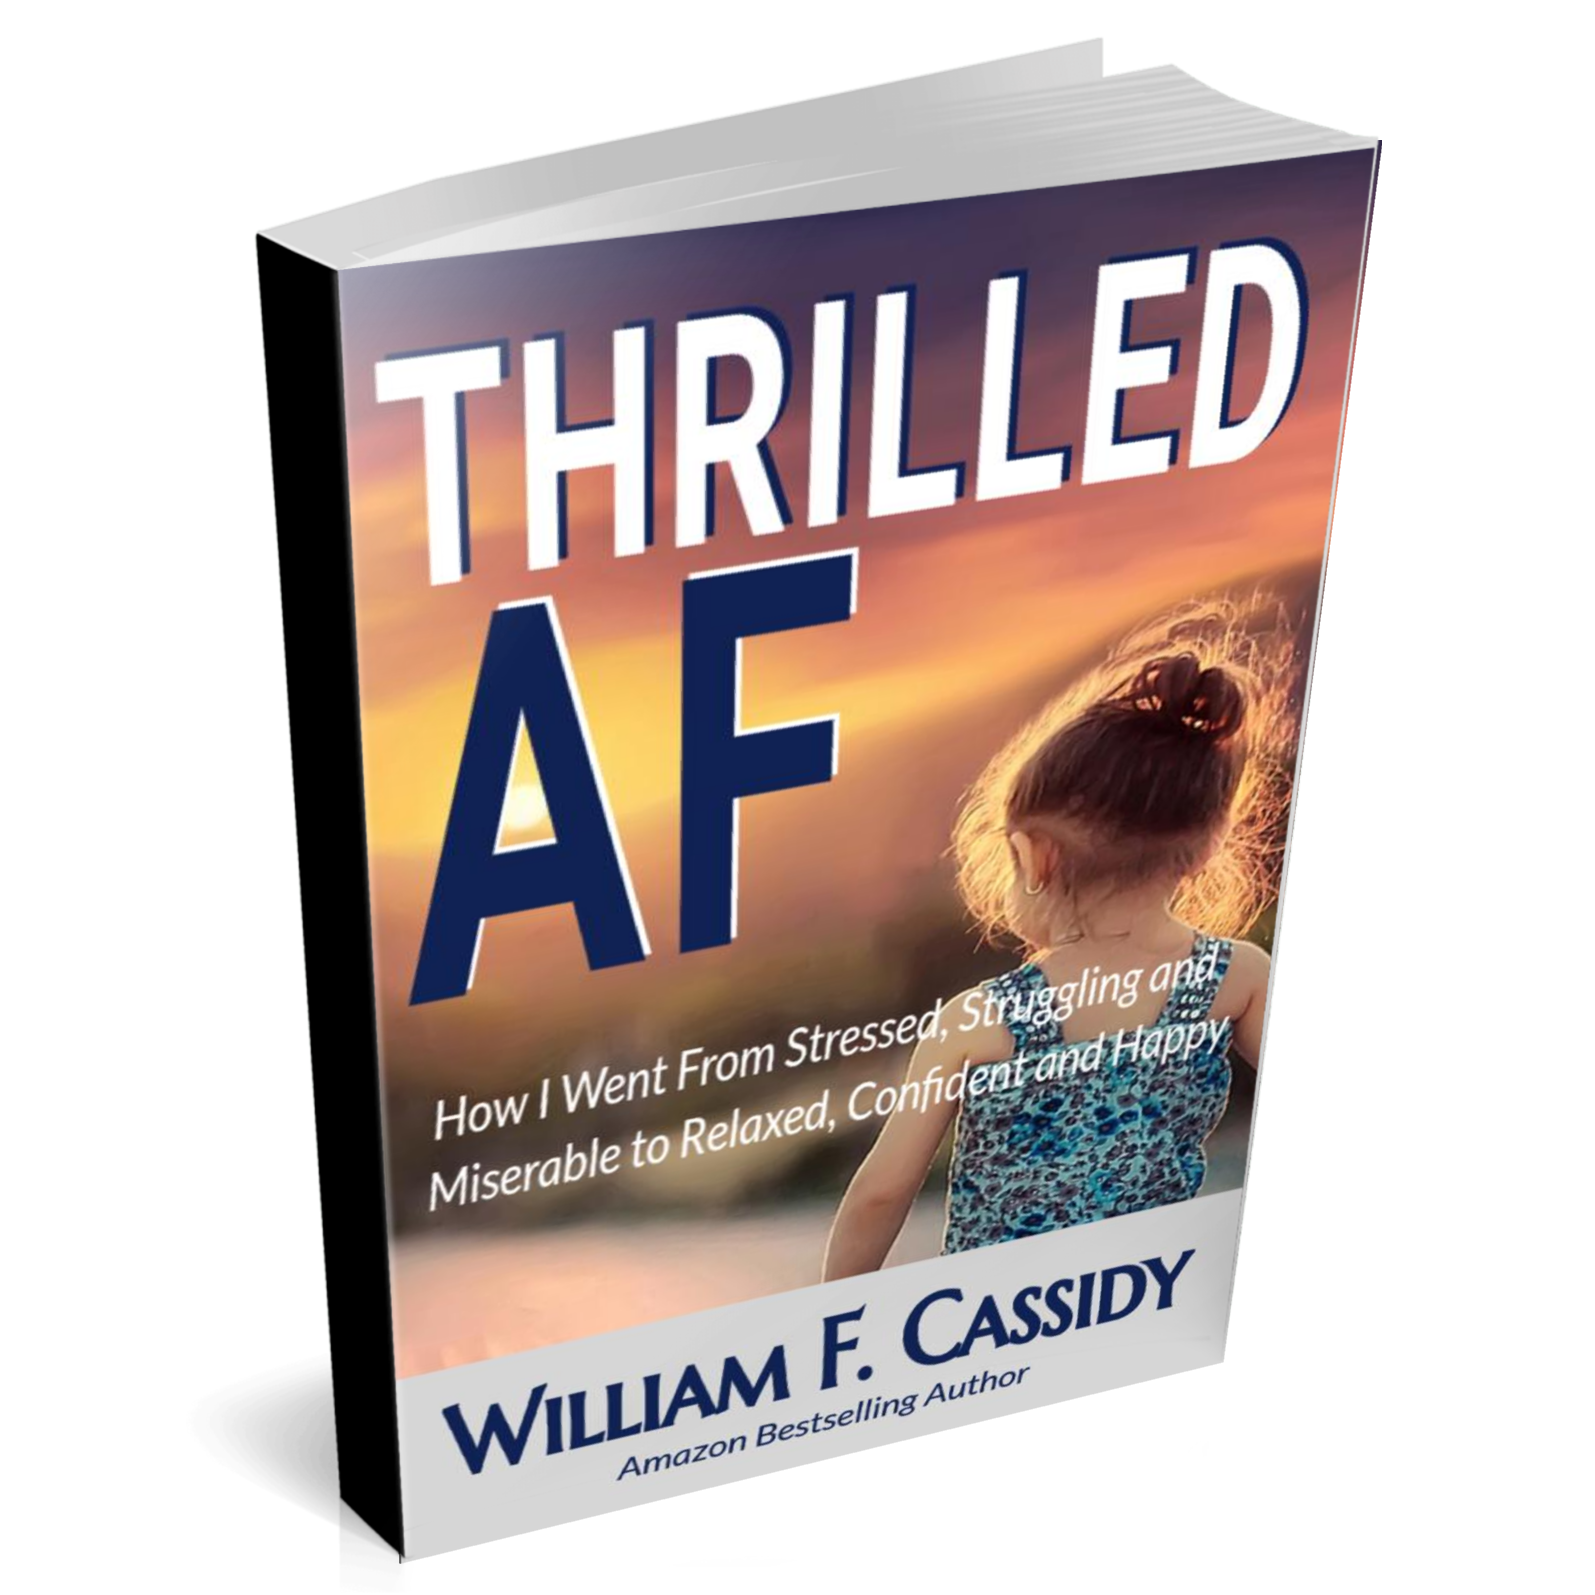 THRILLED
AF
How I Went From Stressed, Struggling and
Miserable to Relaxed, Confident and Happy
WILLIAM F. CASSIDY
Amazon Bestselling Author